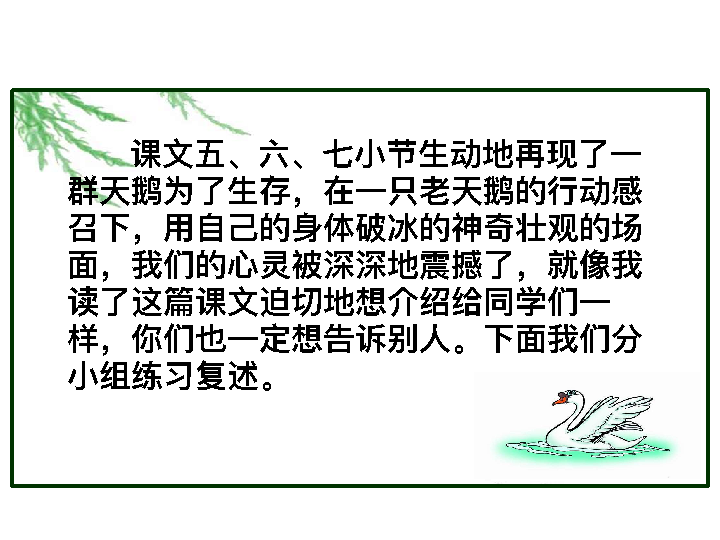 课文五、六、七小节生动地再现了一
群天鹅为了生存，在一只老天鹅的行动感
召下，用自己的身体破冰的神奇壮观的场
面，我们的心灵被深深地震撼了，就像我
读了这篇课文迫切地想介绍给同学们一
样，你们也一定想告诉别人。下面我们分
小组练习复述。